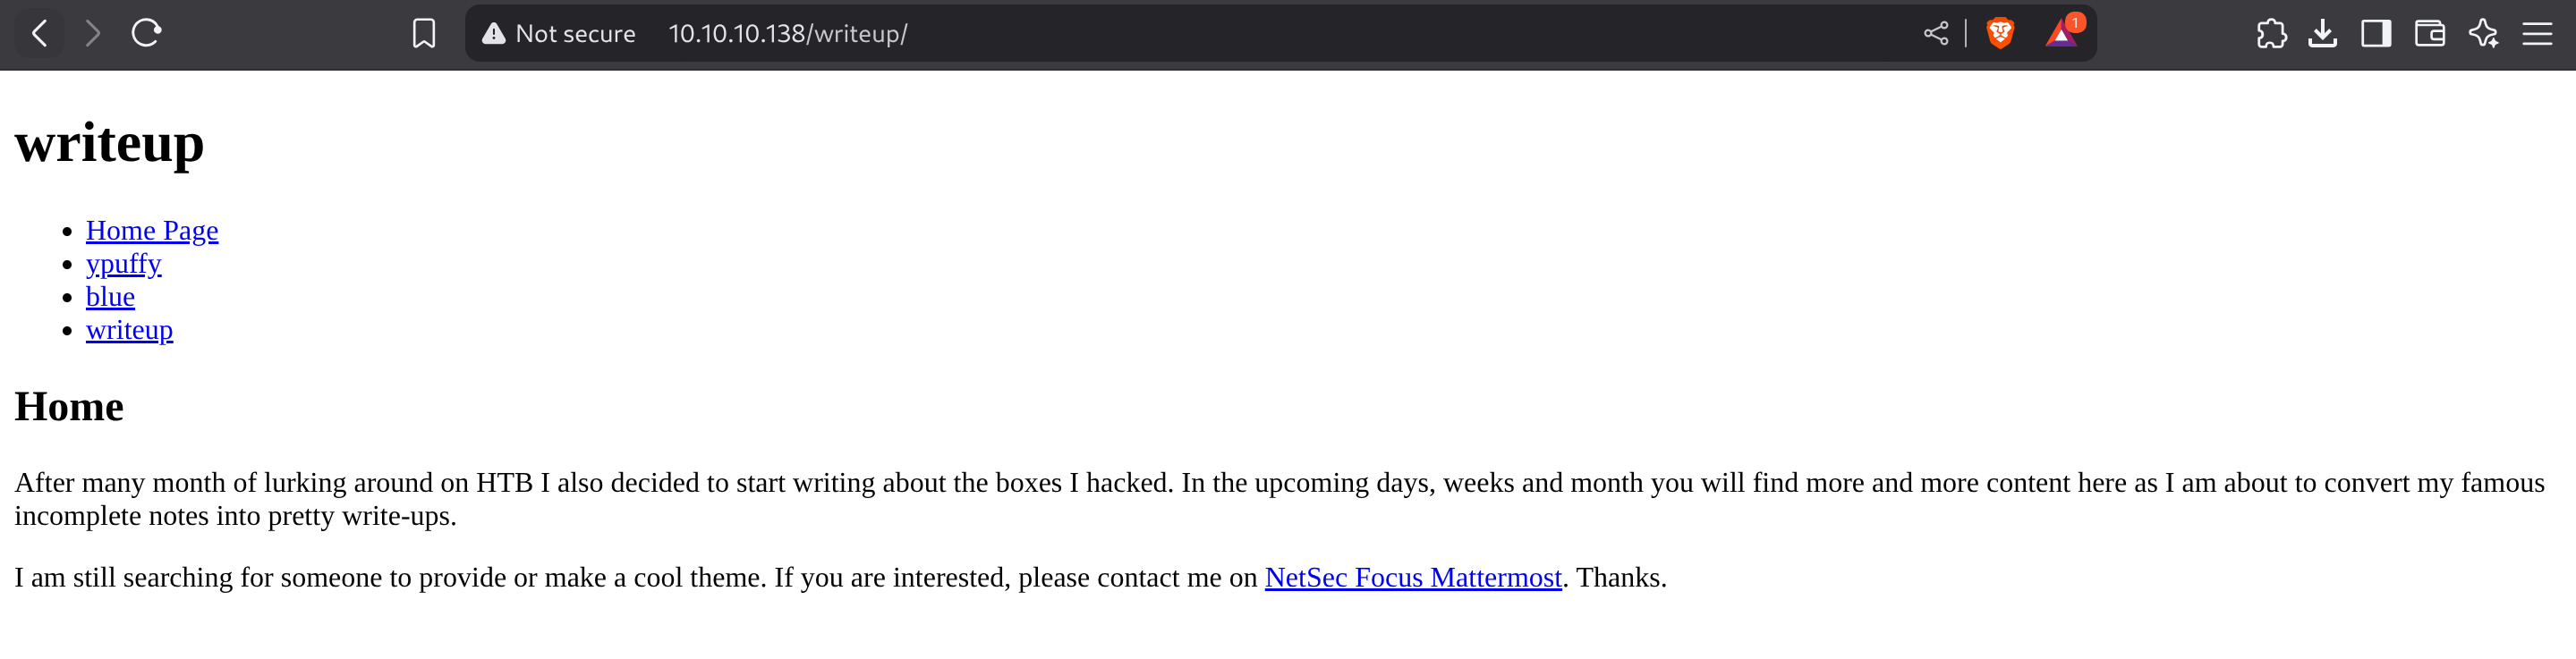 Not secure 10.10.10.138/writeup/
1
writeup
Home Page
ypuffy
blue
writeup
Home
After many month of lurking around on HTB I also decided to start writing about the boxes I hacked. In the upcoming days, weeks and month you will find more and more content here as I am about to convert my famous
incomplete notes into pretty write-ups.
I am still searching for someone to provide or make a cool theme. If you are interested, please contact me on NetSec Focus Mattermost. Thanks.